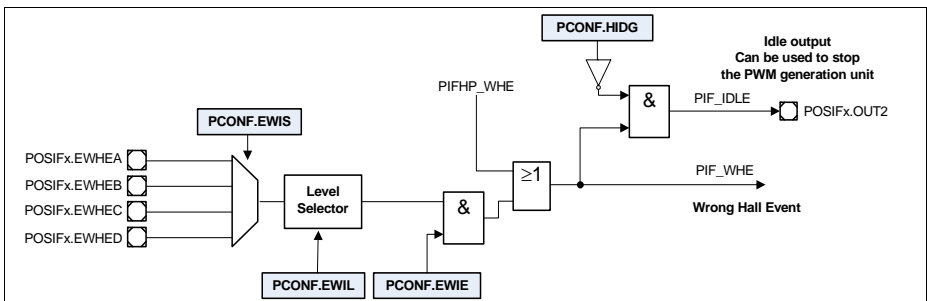 PCONF.HIDG
Idle output
Can be used to stop
the PWM generation unit
PIFHP_WHE
&
PIF_IDLE
POSIFx.OUT2
PCONF.EWIS
POSIFx.EWHEA
POSIFx.EWHEB
POSIFx.EWHEC
POSIFx.EWHED
Level
Selector
&
≥1
PIF_WHE
Wrong Hall Event
PCONF.EWIL
PCONF.EWIE